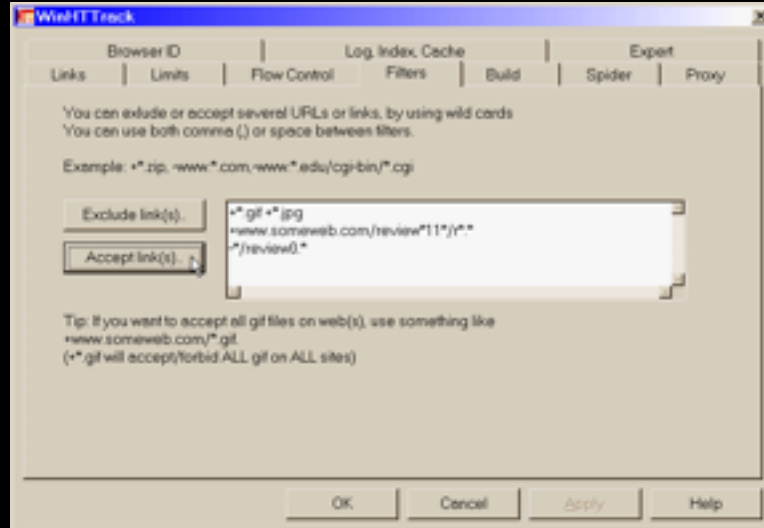 WinHTTrack
Browser ID Log, Index, Cache Expert
Links Limits Flow Control Filters Build Spider Proxy
You can exlude or accept several URLs or links, by using wild cards
You can use both comma (,) or space between filters.
Example: +*.zip, -www.*.com,-www.*.edu/cgi-bin/*.cgi
Exclude link(s)..
Accept link(s)..
+*.gif +*.jpg
+www.someweb.com/review*11*/r*.*
-*/review0.*
Tip: If you want to accept all gif files on web(s), use something like
+www.someweb.com/*.gif.
(+*.gif will accept/forbid ALL gif on ALL sites)
OK Cancel Apply Help